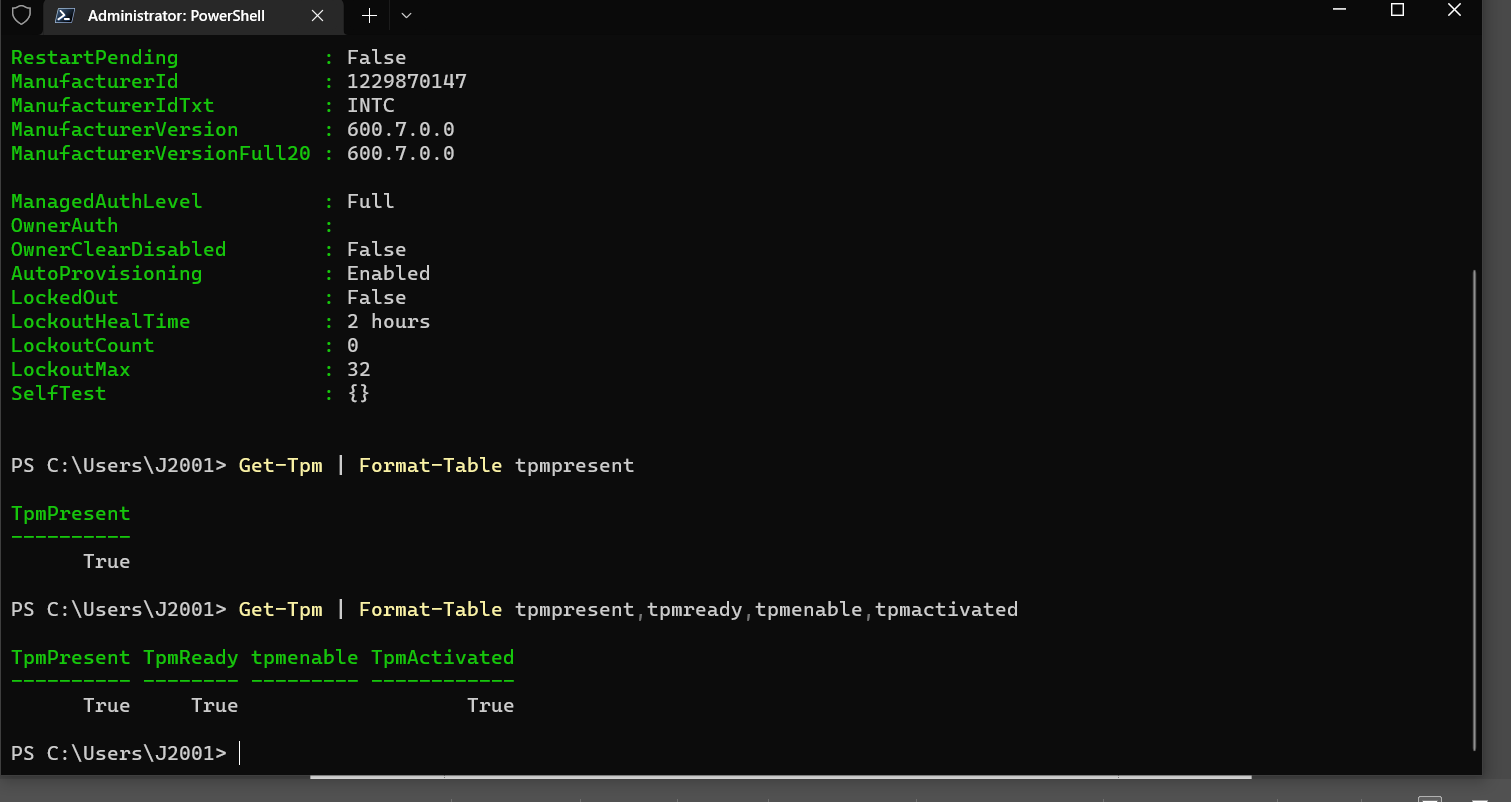 Administrator: PowerShell
RestartPending : False
ManufacturerId : 1229870147
ManufacturerIdTxt : INTC
ManufacturerVersion : 600.7.0.0
ManufacturerVersionFull20 : 600.7.0.0
ManagedAuthLevel : Full
OwnerAuth :
OwnerClearDisabled : False
AutoProvisioning : Enabled
LockedOut : False
LockoutHealTime : 2 hours
LockoutCount : 0
LockoutMax : 32
SelfTest : {}
PS C:\Users\J2001> Get-Tpm | Format-Table tpmpresent
TpmPresent
----------
True
PS C:\Users\J2001> Get-Tpm | Format-Table tpmpresent,tpmready,tpmenable,tpmactivated
TpmPresent TpmReady tpmenable TpmActivated
---------- -------- --------- ------------
True True True
PS C:\Users\J2001>